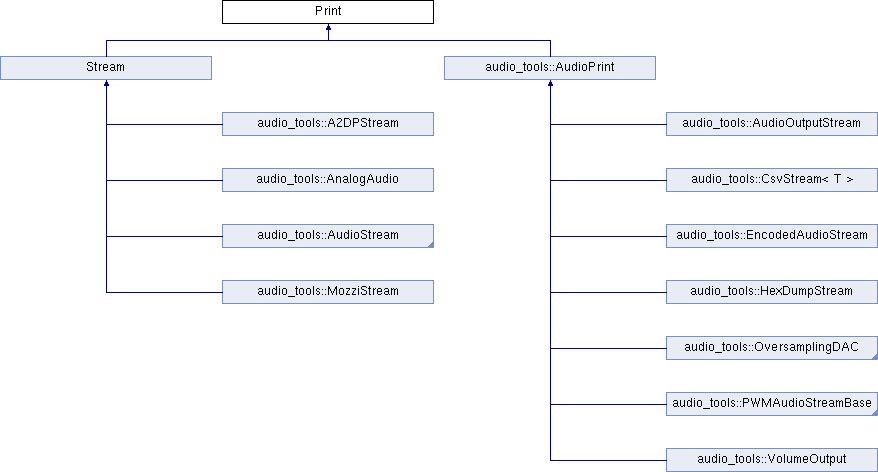 Print
Stream
audio_tools::AudioPrint
audio_tools::A2DPStream
audio_tools::AudioOutputStream
audio_tools::AnalogAudio
audio_tools::CsvStream< T >
audio_tools::AudioStream
audio_tools::EncodedAudioStream
audio_tools::MozziStream
audio_tools::HexDumpStream
audio_tools::OversamplingDAC
audio_tools::PWMAudioStreamBase
audio_tools::VolumeOutput